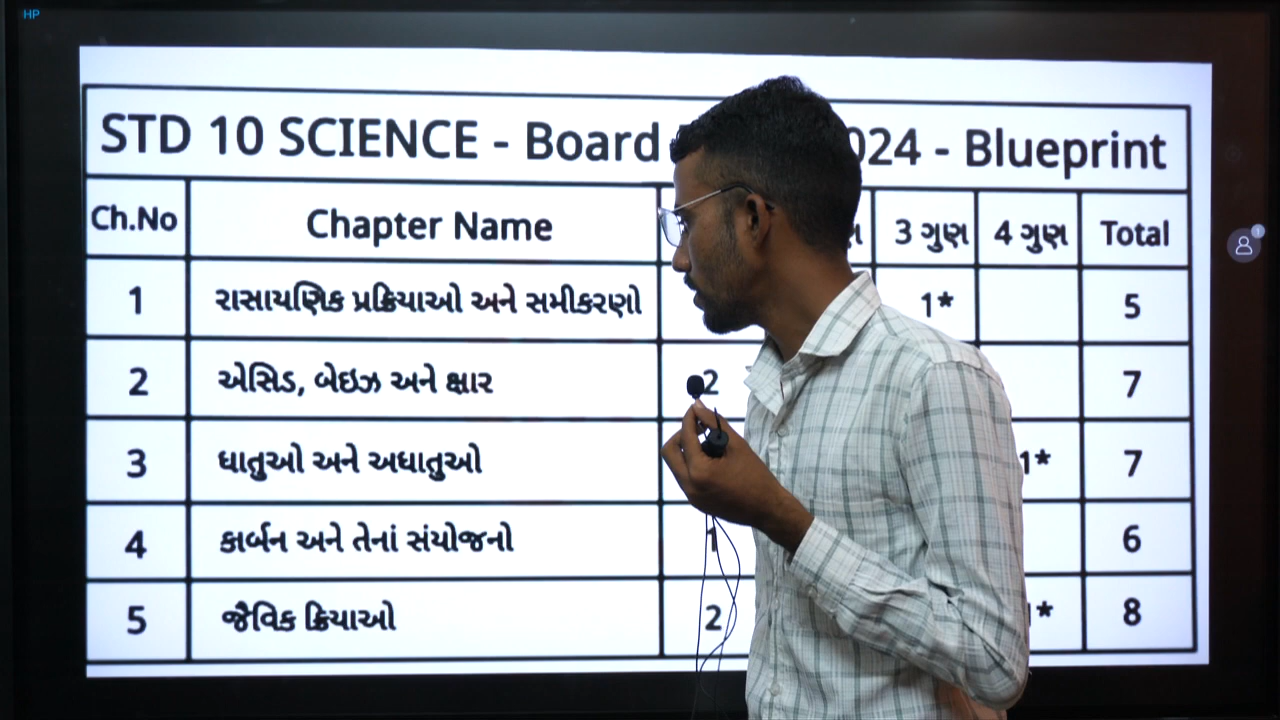 HP
STD 10 SCIENCE - Board 2024 - Blueprint
Ch.No Chapter Name 3 ગુણ 4 ગુણ Total
1 રાસાયણિક પ્રક્રિયાઓ અને સમીકરણો 1* 5
2 એસિડ, બેઇઝ અને ક્ષાર 2 7
3 ધાતુઓ અને અધાતુઓ 1* 7
4 કાર્બન અને તેનાં સંયોજનો 1 6
5 જૈવિક ક્રિયાઓ 2 8